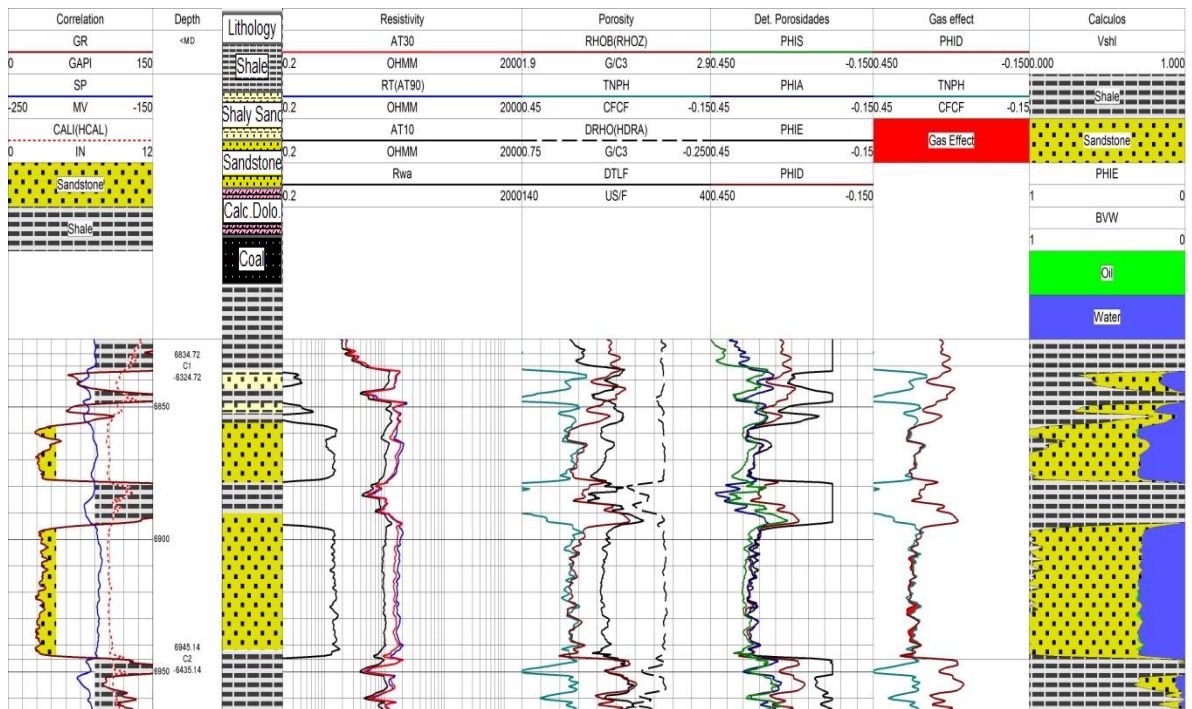 Correlation Depth Resistivity Porosity Det. Porosidades Gas effect Calculos
GR <MD Lithology AT30 RHOB(RHOZ) PHIS PHID Vshl
0 GAPI 150 0.2 OHMM 2000 1.9 G/C3 2.90 .450 -0.150 0.45 -0.150 0.000 1.000
SP Shale RT(AT90) TNPH PHIA TNPH Shale
-250 MV -150 0.2 OHMM 2000 0.45 CFCF -0.15 0.45 -0.15 0.45 CFCF -0.15
CALI(HCAL) Shaly Sand AT10 DRHO(HDRA) PHIE Gas Effect Sandstone
0 IN 12 0.2 OHMM 2000 0.75 G/C3 -0.25 0.45 -0.15
Sandstone Sandstone Rwa DTLF PHID PHIE
0.2 2000 140 US/F 40 0.450 -0.150 1 0
Shale Calc.Dolo. BVW
1 0
Coal Oil
Water
6834.72
C1
-6324.72
6850
6900
6945.14
C2
-6435.14
6950